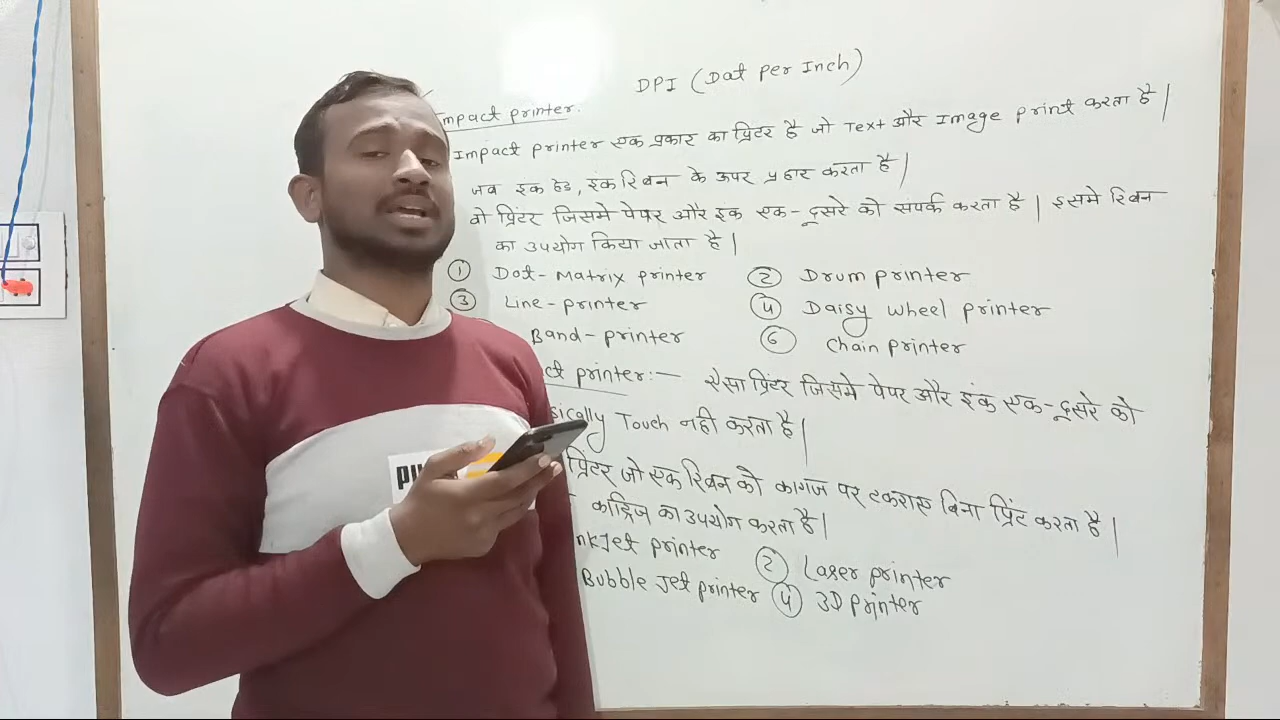 DPI (Dot Per Inch)
Impact printer.
Impact printer एक प्रकार का प्रिंटर है जो Text और Image print करता है |
जब इंक हेड, इंक रिबन के ऊपर प्रहार करता है |
वो प्रिंटर जिसमे पेपर और इंक एक-दूसरे को संपर्क करता है | इसमे रिबन
का उपयोग किया जाता है |
① Dot-Matrix printer ② Drum printer
③ Line-printer ④ Daisy wheel printer
Band-printer ⑥ Chain printer
ct printer:— ऐसा प्रिंटर जिसमे पेपर और इंक एक-दूसरे को
sically Touch नही करता है |
प्रिंटर जो एक रिबन को कागज पर टकराए बिना प्रिंट करता है |
का उपयोग करता है |
nkJet printer ② Laser printer
Bubble Jet printer ④ 3D printer
PU